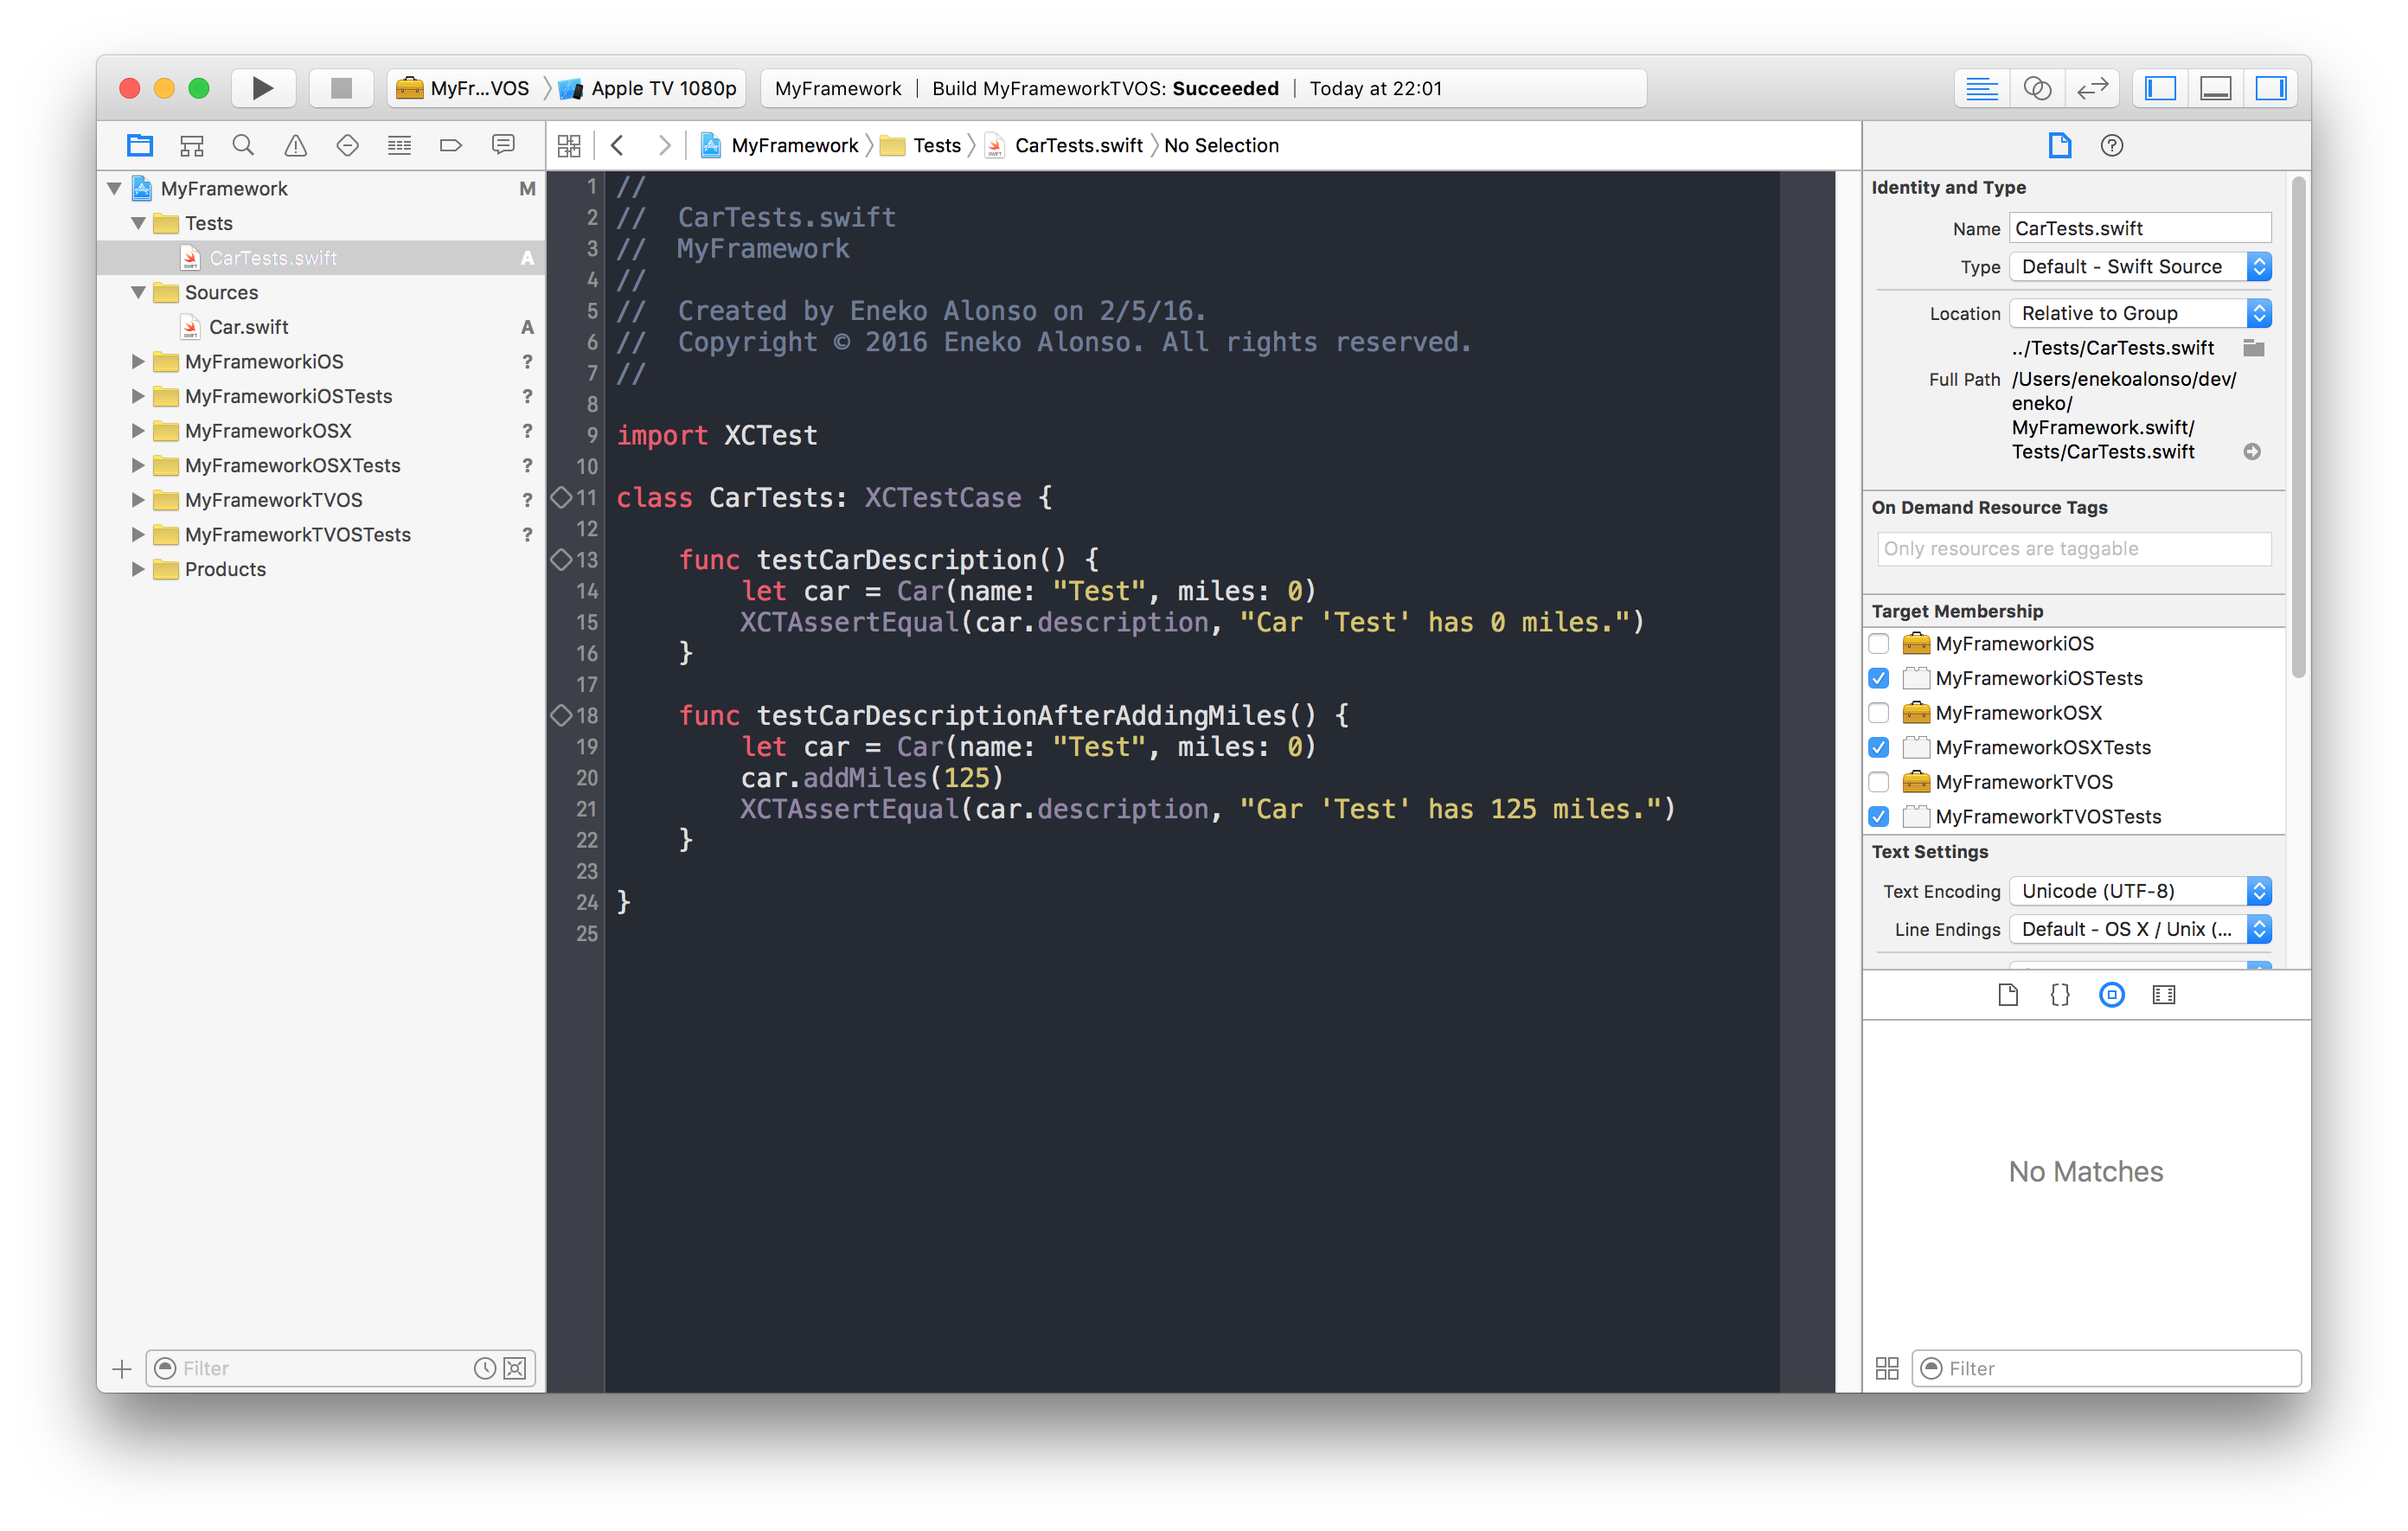 MyFr...VOS
Apple TV 1080p
MyFramework | Build MyFrameworkTVOS: Succeeded | Today at 22:01
MyFramework
Tests
CarTests.swift
No Selection
MyFramework M
Tests
CarTests.swift A
Sources
Car.swift A
MyFrameworkiOS ?
MyFrameworkiOSTests ?
MyFrameworkOSX ?
MyFrameworkOSXTests ?
MyFrameworkTVOS ?
MyFrameworkTVOSTests ?
Products
Filter
1 //
2 //  CarTests.swift
3 //  MyFramework
4 //
5 //  Created by Eneko Alonso on 2/5/16.
6 //  Copyright © 2016 Eneko Alonso. All rights reserved.
7 //
8
9 import XCTest
10
11 class CarTests: XCTestCase {
12
13     func testCarDescription() {
14         let car = Car(name: "Test", miles: 0)
15         XCTAssertEqual(car.description, "Car 'Test' has 0 miles.")
16     }
17
18     func testCarDescriptionAfterAddingMiles() {
19         let car = Car(name: "Test", miles: 0)
20         car.addMiles(125)
21         XCTAssertEqual(car.description, "Car 'Test' has 125 miles.")
22     }
23
24 }
25
Identity and Type
Name CarTests.swift
Type Default - Swift Source
Location Relative to Group
../Tests/CarTests.swift
Full Path /Users/enekoalonso/dev/
eneko/
MyFramework.swift/
Tests/CarTests.swift
On Demand Resource Tags
Only resources are taggable
Target Membership
MyFrameworkiOS
MyFrameworkiOSTests
MyFrameworkOSX
MyFrameworkOSXTests
MyFrameworkTVOS
MyFrameworkTVOSTests
Text Settings
Text Encoding Unicode (UTF-8)
Line Endings Default - OS X / Unix (...
{}
No Matches
Filter